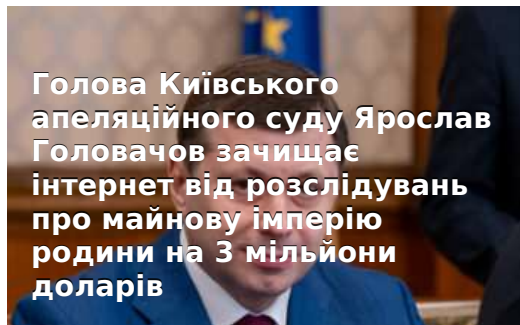 Голова Київського
апеляційного суду Ярослав
Головачов зачищає
інтернет від розслідувань
про майнову імперію
родини на 3 мільйони
доларів